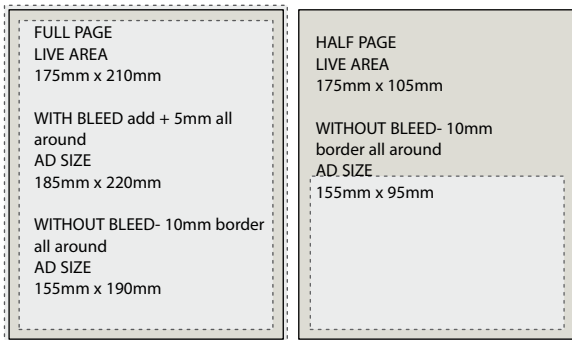 FULL PAGE
LIVE AREA
175mm x 210mm
WITH BLEED add + 5mm all
around
AD SIZE
185mm x 220mm
WITHOUT BLEED- 10mm border
all around
AD SIZE
155mm x 190mm
HALF PAGE
LIVE AREA
175mm x 105mm
WITHOUT BLEED- 10mm
border all around
AD SIZE
155mm x 95mm